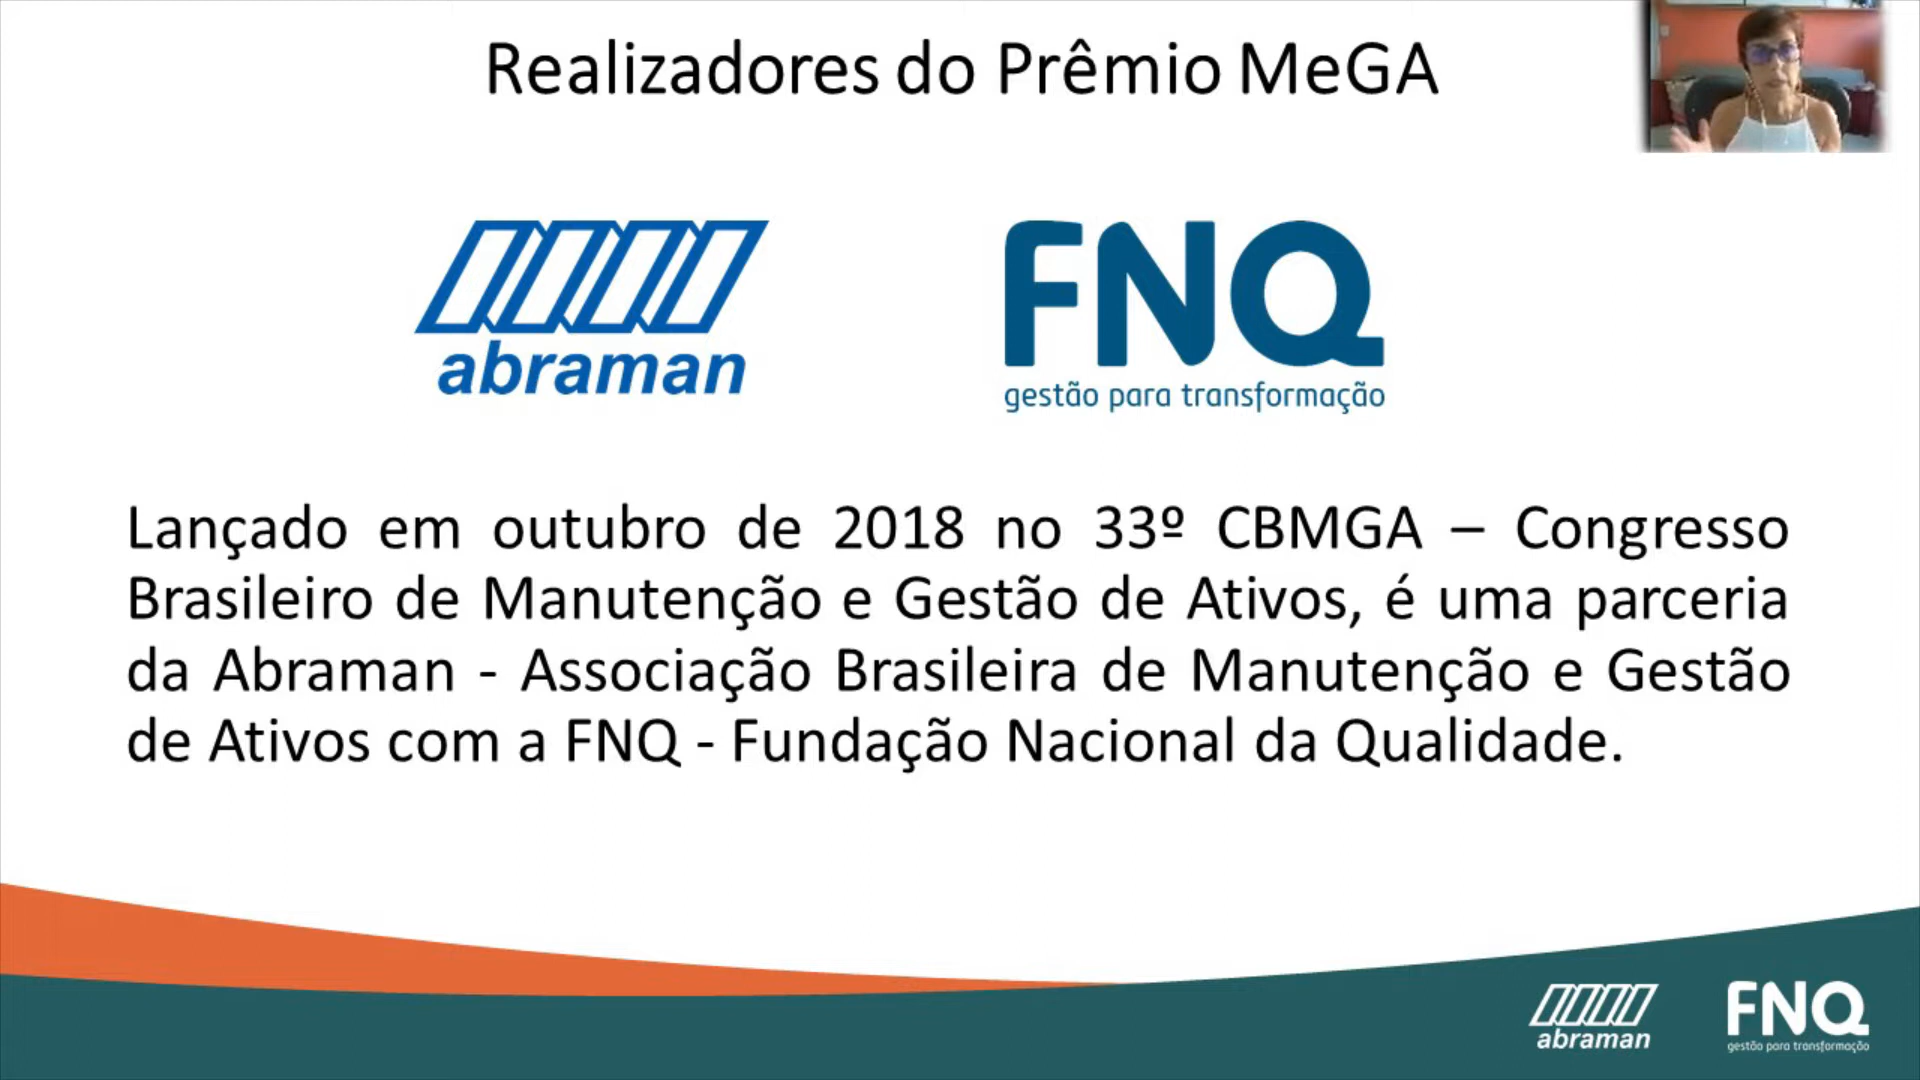 Realizadores do Prêmio MeGA
abraman
FNQ
gestão para transformação
Lançado em outubro de 2018 no 33º CBMGA – Congresso
Brasileiro de Manutenção e Gestão de Ativos, é uma parceria
da Abraman - Associação Brasileira de Manutenção e Gestão
de Ativos com a FNQ - Fundação Nacional da Qualidade.
abraman
FNQ
gestão para transformação